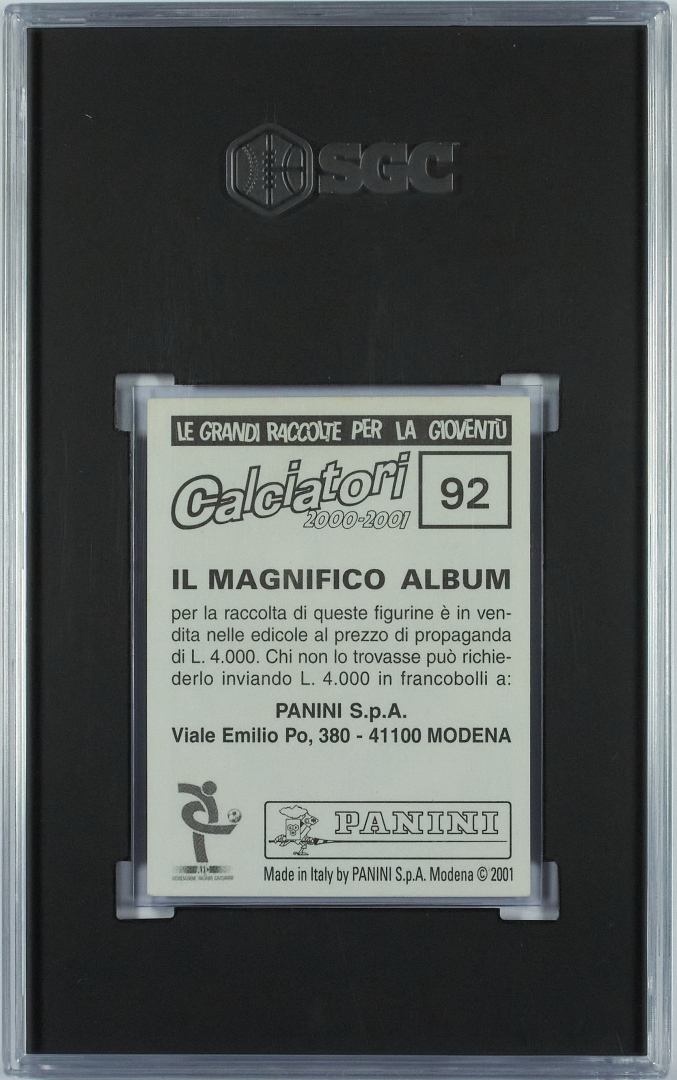 SGC
LE GRANDI RACCOLTE PER LA GIOVENTÙ
Calciatori
2000-2001
92
IL MAGNIFICO ALBUM
per la raccolta di queste figurine è in ven-
dita nelle edicole al prezzo di propaganda
di L. 4.000. Chi non lo trovasse può richie-
derlo inviando L. 4.000 in francobolli a:
PANINI S.p.A.
Viale Emilio Po, 380 - 41100 MODENA
PANINI
AIC
Made in Italy by PANINI S.p.A. Modena © 2001